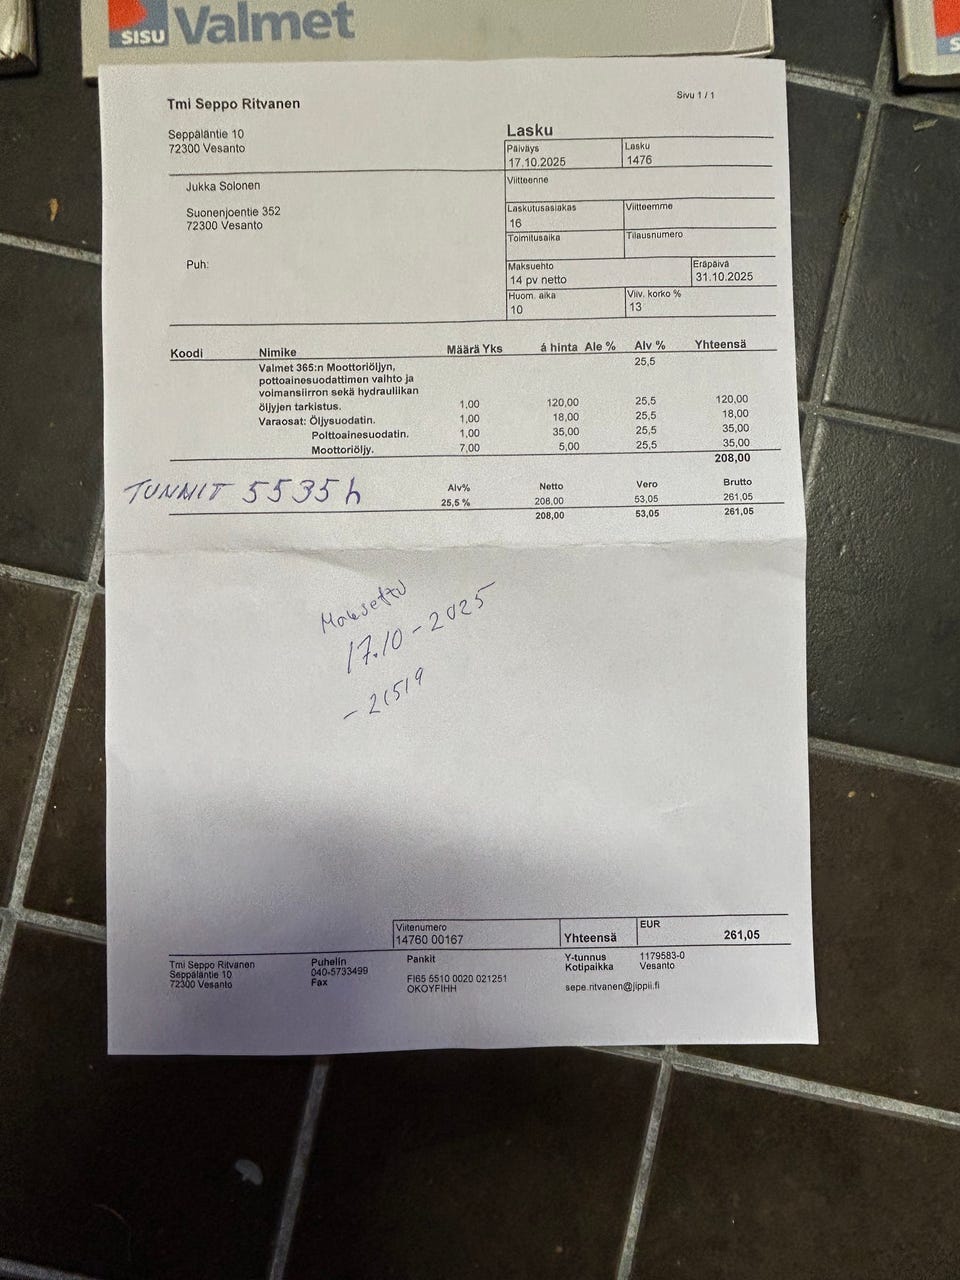 SISU Valmet
S
Tmi Seppo Ritvanen
Sivu 1 / 1
Seppäläntie 10
72300 Vesanto
Lasku
Päiväys
Lasku
17.10.2025
1476
Viitteenne
Jukka Solonen
Suonenjoentie 352
72300 Vesanto
Laskutusasiakas
Viitteemme
16
Toimitusaika
Tilausnumero
Puh:
Maksuehto
Eräpäivä
14 pv netto
31.10.2025
Huom. aika
Viiv. korko %
10
13
Koodi Nimike Määrä Yks á hinta Ale % Alv % Yhteensä
Valmet 365:n Moottoriöljyn, 25,5
pottoainesuodattimen vaihto ja
voimansiirron sekä hydrauliikan
öljyjen tarkistus. 1,00 120,00 25,5 120,00
Varaosat: Öljysuodatin. 1,00 18,00 25,5 18,00
Polttoainesuodatin. 1,00 35,00 25,5 35,00
Moottoriöljy. 7,00 5,00 25,5 35,00
208,00
TUNNIT 5535 h
Alv% Netto Vero Brutto
25,5 % 208,00 53,05 261,05
208,00 53,05 261,05
Maksettu
17.10-2025
Viitenumero
14760 00167
Yhteensä
EUR
261,05
Tmi Seppo Ritvanen
Seppäläntie 10
72300 Vesanto
Puhelin
040-5733499
Fax
Pankit
FI65 5510 0020 021251
OKOYFIHH
Y-tunnus 1179583-0
Kotipaikka Vesanto
sepe.ritvanen@jippii.fi